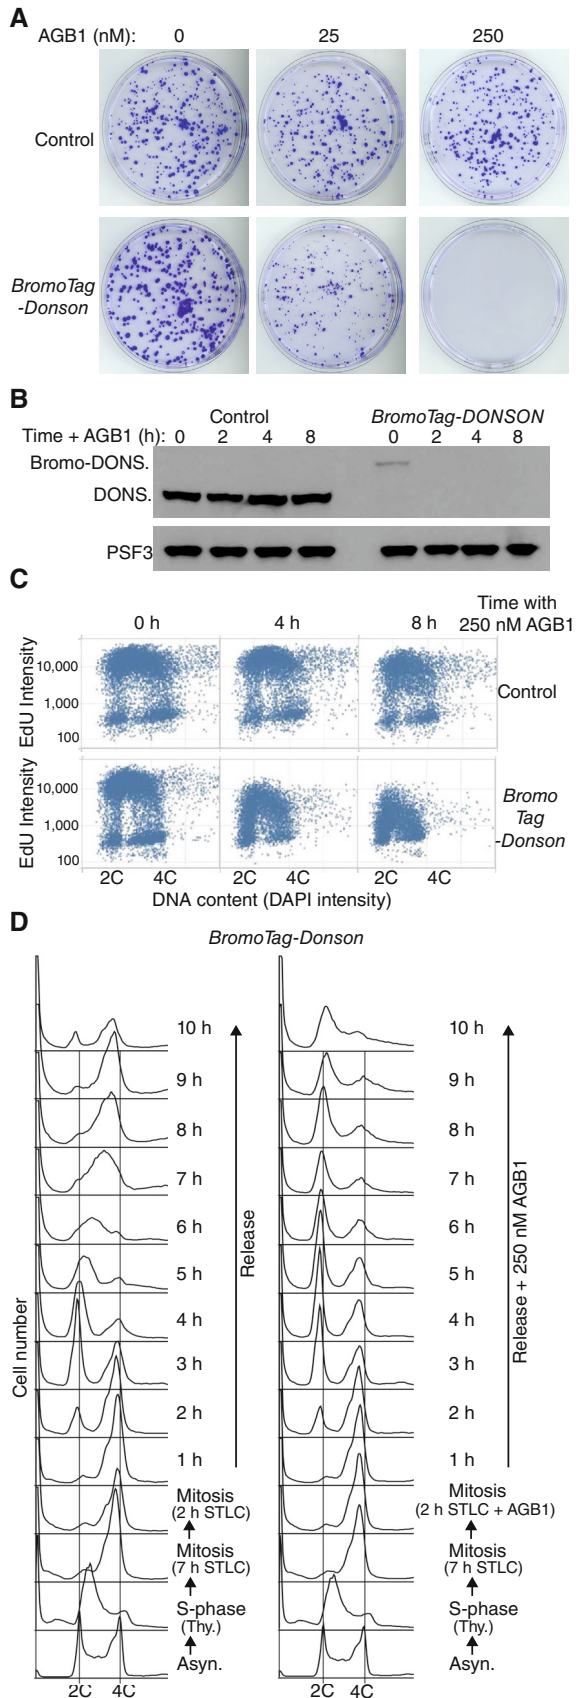 A
AGB1 (nM): 0 25 250
Control
BromoTag
-Donson
B
Control BromoTag-DONSON
Time + AGB1 (h): 0 2 4 8 0 2 4 8
Bromo-DONS.
DONS.
PSF3
C
Time with
0 h 4 h 8 h 250 nM AGB1
EdU Intensity
10,000
1,000
100
Control
EdU Intensity
10,000
1,000
100
Bromo
Tag
-Donson
2C 4C 2C 4C 2C 4C
DNA content (DAPI intensity)
D
BromoTag-Donson
Cell number
10 h
9 h
8 h
7 h
6 h
5 h
4 h
3 h
2 h
1 h
Release
Mitosis
(2 h STLC)
Mitosis
(7 h STLC)
S-phase
(Thy.)
Asyn.
2C 4C
10 h
9 h
8 h
7 h
6 h
5 h
4 h
3 h
2 h
1 h
Release + 250 nM AGB1
Mitosis
(2 h STLC + AGB1)
Mitosis
(7 h STLC)
S-phase
(Thy.)
Asyn.
2C 4C